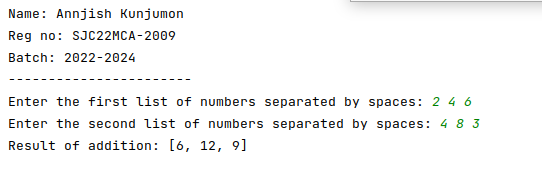 Name: Annjish Kunjumon
Reg no: SJC22MCA-2009
Batch: 2022-2024
-----------------------
Enter the first list of numbers separated by spaces: 2 4 6
Enter the second list of numbers separated by spaces: 4 8 3
Result of addition: [6, 12, 9]